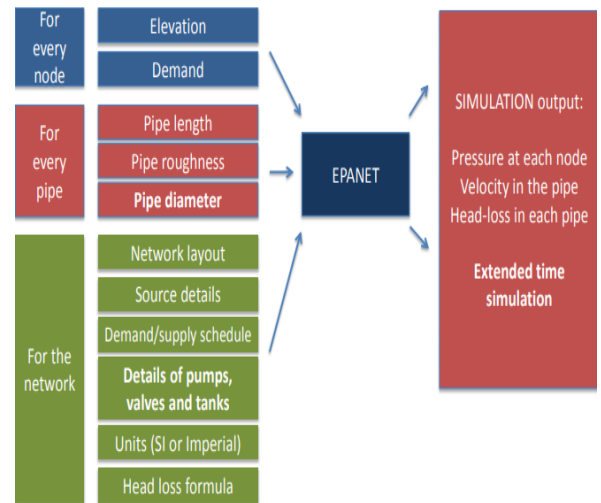 For
every
node
Elevation
Demand
For
every
pipe
Pipe length
Pipe roughness
Pipe diameter
For the
network
Network layout
Source details
Demand/supply schedule
Details of pumps,
valves and tanks
Units (SI or Imperial)
Head loss formula
EPANET
SIMULATION output:
Pressure at each node
Velocity in the pipe
Head-loss in each pipe
Extended time
simulation